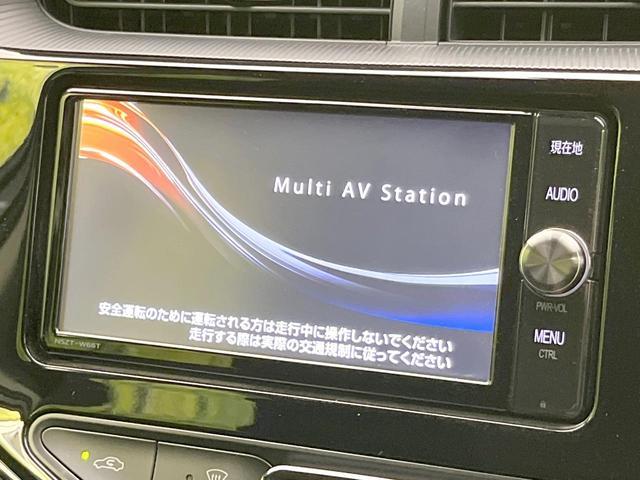 現在地
Multi AV Station
AUDIO
PWR-VOL
安全運転のために運転される方は走行中に操作しないでください
走行する際は実際の交通規制に従ってください
MENU
CTRL
NSZT-W66T